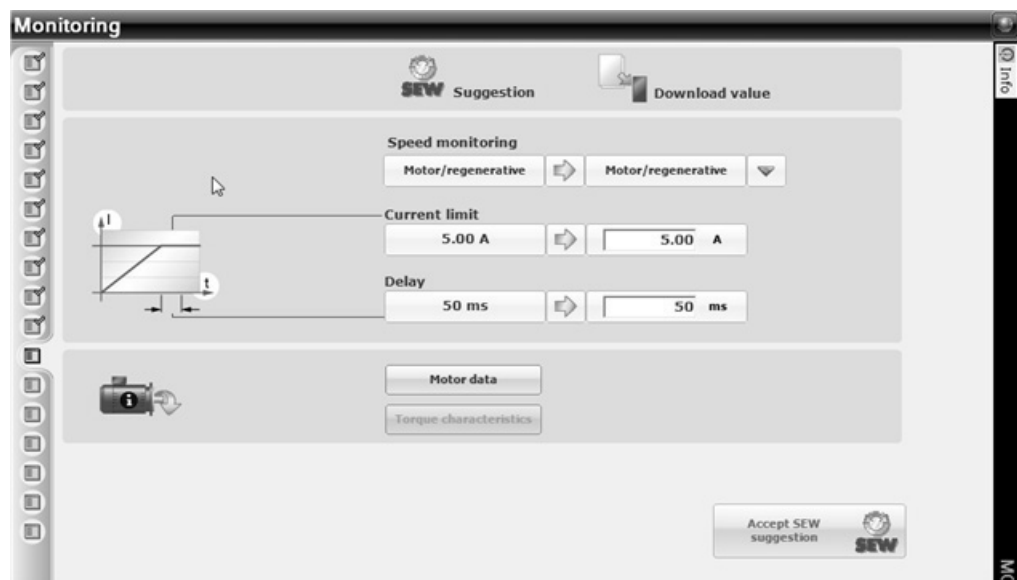 Monitoring
Info
SEW Suggestion
Download value
Speed monitoring
Motor/regenerative
Motor/regenerative
I
Current limit
5.00 A
5.00 A
t
Delay
50 ms
50 ms
Motor data
Torque characteristics
Accept SEW
suggestion
SEW